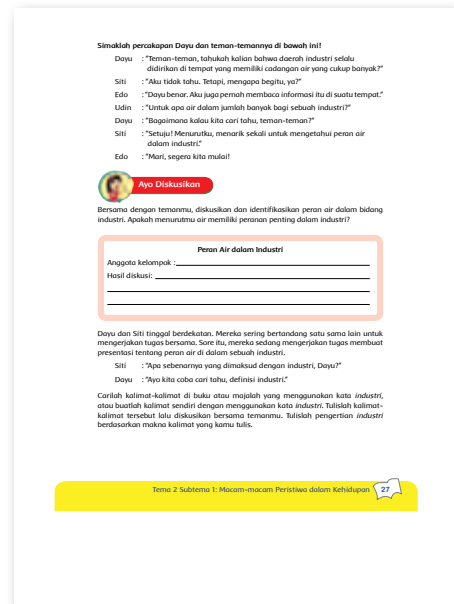 Simaklah percakapan Dayu dan teman-temannya di bawah ini!
Dayu : "Teman-teman, tahukah kalian bahwa daerah industri selalu
didirikan di tempat yang memiliki cadangan air yang cukup banyak?"
Siti : "Aku tidak tahu. Tetapi, mengapa begitu, ya?"
Edo : "Dayu benar. Aku juga pernah membaca informasi itu di suatu tempat."
Udin : "Untuk apa air dalam jumlah banyak bagi sebuah industri?"
Dayu : "Bagaimana kalau kita cari tahu, teman-teman?"
Siti : "Setuju! Menurutku, menarik sekali untuk mengetahui peran air
dalam industri."
Edo : "Mari, segera kita mulai!
Ayo Diskusikan
Bersama dengan temanmu, diskusikan dan identifikasikan peran air dalam bidang
industri. Apakah menurutmu air memiliki peranan penting dalam industri?
Peran Air dalam Industri
Anggota kelompok :
Hasil diskusi:
Dayu dan Siti tinggal berdekatan. Mereka sering bertandang satu sama lain untuk
mengerjakan tugas bersama. Sore itu, mereka sedang mengerjakan tugas membuat
presentasi tentang peran air di dalam sebuah industri.
Siti : "Apa sebenarnya yang dimaksud dengan industri, Dayu?"
Dayu : "Ayo kita coba cari tahu, definisi industri."
Carilah kalimat-kalimat di buku atau majalah yang menggunakan kata industri,
atau buatlah kalimat sendiri dengan menggunakan kata industri. Tulislah kalimat-
kalimat tersebut lalu diskusikan bersama temanmu. Tulislah pengertian industri
berdasarkan makna kalimat yang kamu tulis.
Tema 2 Subtema 1: Macam-macam Peristiwa dalam Kehidupan 27